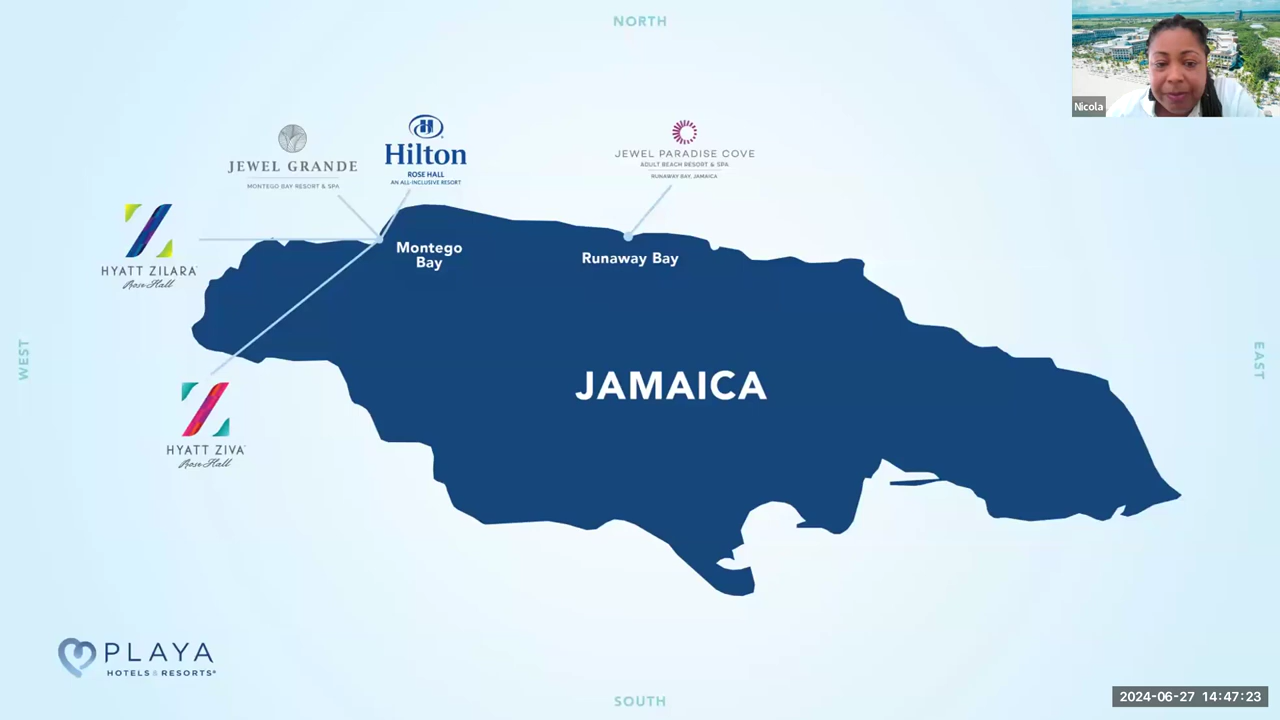 NORTH
Nicola
JEWEL GRANDE
MONTEGO BAY RESORT & SPA
Hilton
ROSE HALL
AN ALL-INCLUSIVE RESORT
JEWEL PARADISE COVE
ADULT BEACH RESORT & SPA
RUNAWAY BAY, JAMAICA
HYATT ZILARA
Rose Hall
Montego
Bay
Runaway Bay
WEST
EAST
JAMAICA
HYATT ZIVA
Rose Hall
PLAYA
HOTELS & RESORTS®
SOUTH
2024-06-27 14:47:23